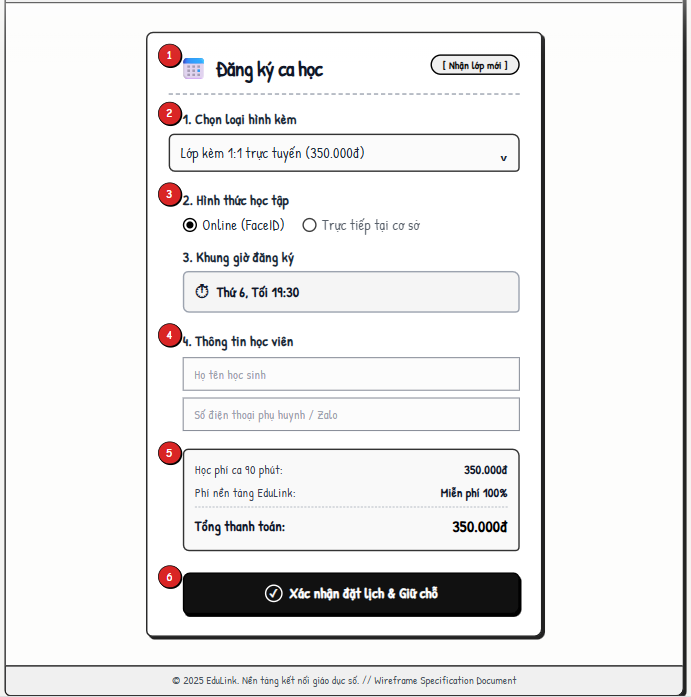 1
Đăng ký ca học
[ Nhận lớp mới ]
2
1. Chọn loại hình kèm
Lớp kèm 1:1 trực tuyến (350.000đ)
v
3
2. Hình thức học tập
Online (FaceID)
Trực tiếp tại cơ sở
3. Khung giờ đăng ký
Thứ 6, Tối 19:30
4
4. Thông tin học viên
Họ tên học sinh
Số điện thoại phụ huynh / Zalo
5
Học phí ca 90 phút: 350.000đ
Phí nền tảng EduLink: Miễn phí 100%
Tổng thanh toán: 350.000đ
6
Xác nhận đặt lịch & Giữ chỗ
© 2025 EduLink. Nền tảng kết nối giáo dục số. // Wireframe Specification Document